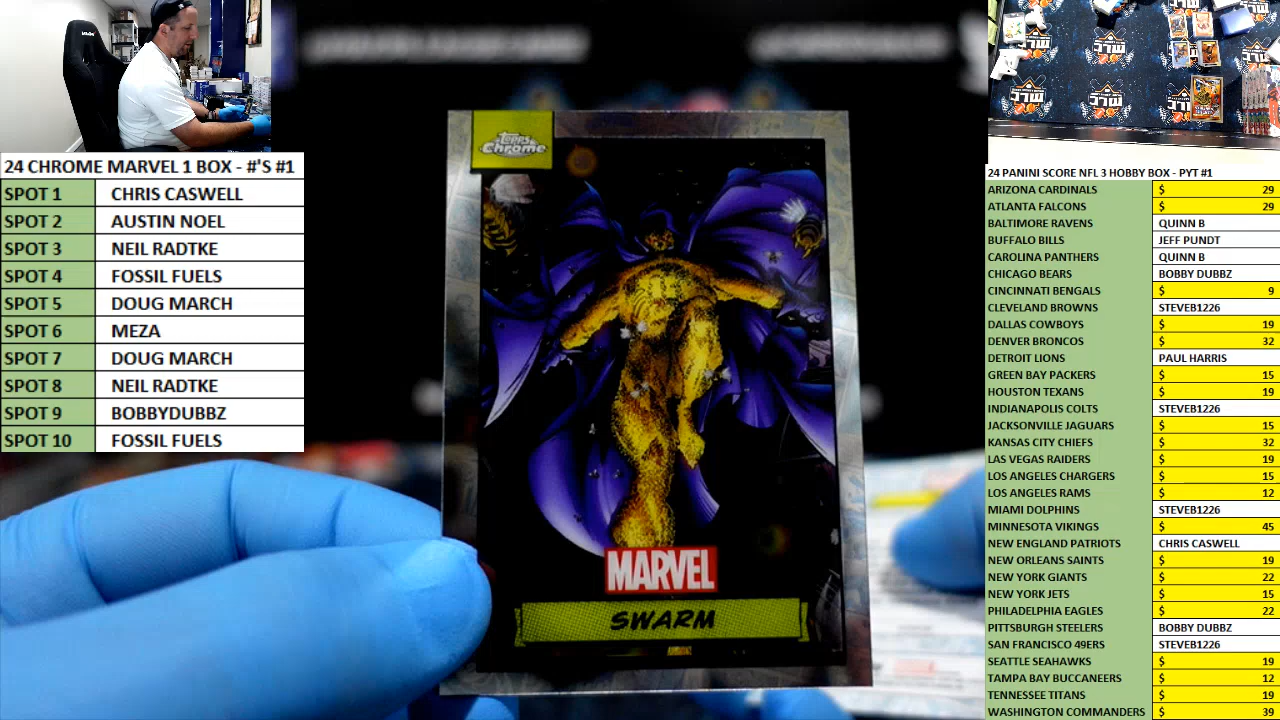 24 CHROME MARVEL 1 BOX - #'S #1
SPOT 1 CHRIS CASWELL
SPOT 2 AUSTIN NOEL
SPOT 3 NEIL RADTKE
SPOT 4 FOSSIL FUELS
SPOT 5 DOUG MARCH
SPOT 6 MEZA
SPOT 7 DOUG MARCH
SPOT 8 NEIL RADTKE
SPOT 9 BOBBYDUBBZ
SPOT 10 FOSSIL FUELS
Topps
Chrome
MARVEL
SWARM
24 PANINI SCORE NFL 3 HOBBY BOX - PYT #1
ARIZONA CARDINALS $ 29
ATLANTA FALCONS $ 29
BALTIMORE RAVENS QUINN B
BUFFALO BILLS JEFF PUNDT
CAROLINA PANTHERS QUINN B
CHICAGO BEARS BOBBY DUBBZ
CINCINNATI BENGALS $ 9
CLEVELAND BROWNS STEVEB1226
DALLAS COWBOYS $ 19
DENVER BRONCOS $ 32
DETROIT LIONS PAUL HARRIS
GREEN BAY PACKERS $ 15
HOUSTON TEXANS $ 19
INDIANAPOLIS COLTS STEVEB1226
JACKSONVILLE JAGUARS $ 15
KANSAS CITY CHIEFS $ 32
LAS VEGAS RAIDERS $ 19
LOS ANGELES CHARGERS $ 15
LOS ANGELES RAMS $ 12
MIAMI DOLPHINS STEVEB1226
MINNESOTA VIKINGS $ 45
NEW ENGLAND PATRIOTS CHRIS CASWELL
NEW ORLEANS SAINTS $ 19
NEW YORK GIANTS $ 22
NEW YORK JETS $ 15
PHILADELPHIA EAGLES $ 22
PITTSBURGH STEELERS BOBBY DUBBZ
SAN FRANCISCO 49ERS STEVEB1226
SEATTLE SEAHAWKS $ 19
TAMPA BAY BUCCANEERS $ 12
TENNESSEE TITANS $ 19
WASHINGTON COMMANDERS $ 39